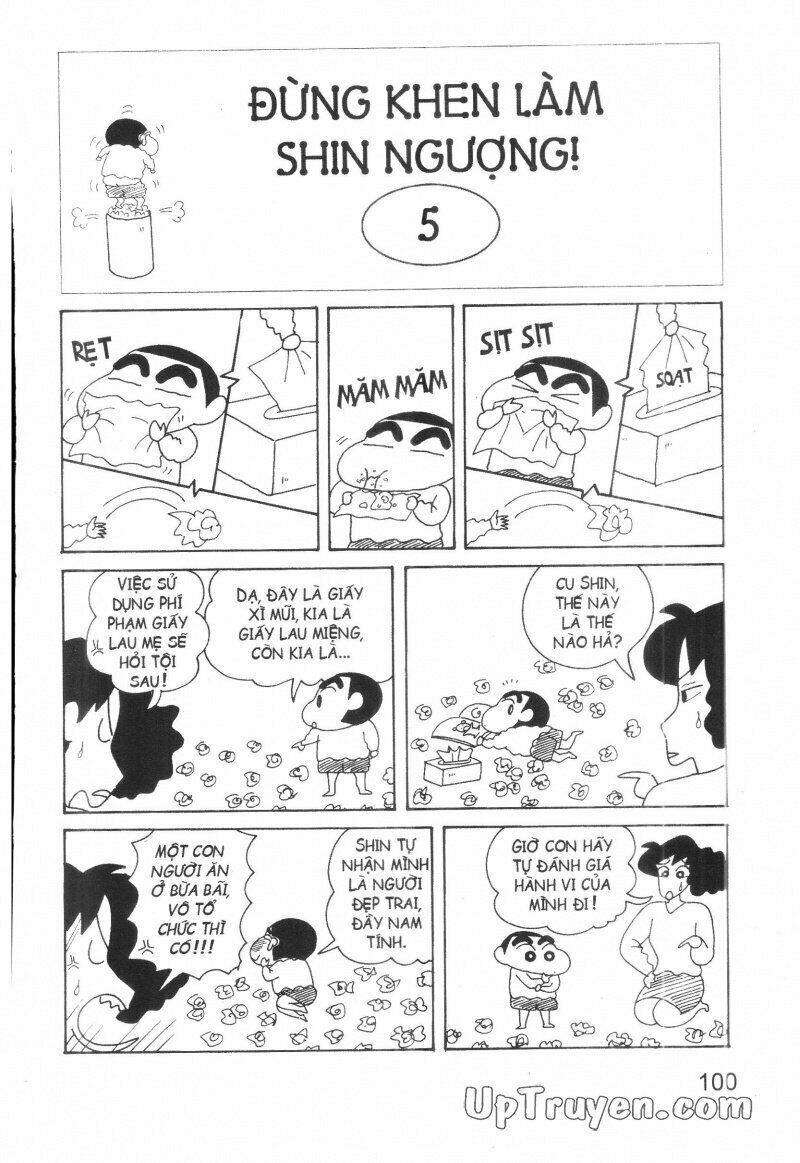 ĐỪNG KHEN LÀM
SHIN NGƯỢNG!
5
SỊT SỊT
SOẠT
MĂM MĂM
RẸT
CU SHIN,
THẾ NÀY
LÀ THẾ
NÀO HẢ?
DẠ, ĐÂY LÀ GIẤY
XÌ MŨI, KIA LÀ
GIẤY LAU MIỆNG,
CÒN KIA LÀ...
VIỆC SỬ
DỤNG PHÍ
PHẠM GIẤY
LAU MẸ SẼ
HỎI TỘI
SAU!
GIỜ CON HÃY
TỰ ĐÁNH GIÁ
HÀNH VI CỦA
MÌNH ĐI!
SHIN TỰ
NHẬN MÌNH
LÀ NGƯỜI
ĐẸP TRAI,
ĐẦY NAM
TÍNH.
MỘT CON
NGƯỜI ĂN
Ở BỪA BÃI,
VÔ TỔ
CHỨC THÌ
CÓ!!!
100
UpTruyen.com